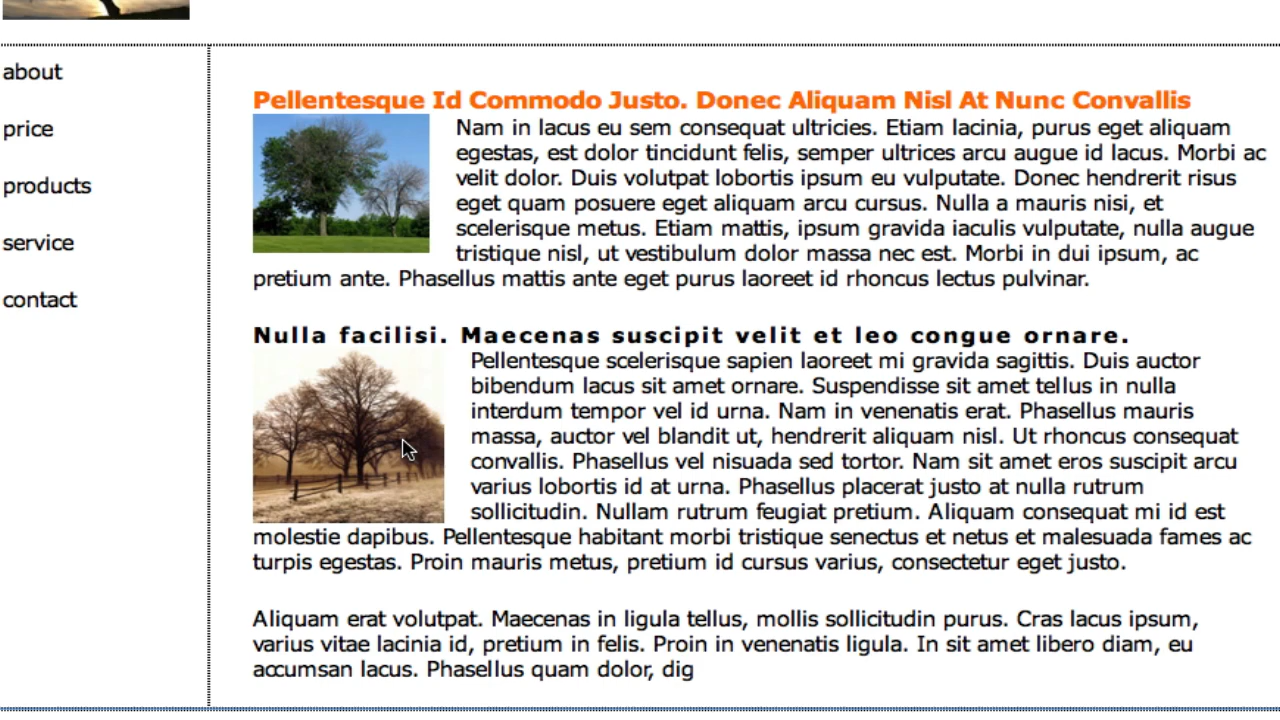 about
price
products
service
contact
Pellentesque Id Commodo Justo. Donec Aliquam Nisl At Nunc Convallis
Nam in lacus eu sem consequat ultricies. Etiam lacinia, purus eget aliquam
egestas, est dolor tincidunt felis, semper ultrices arcu augue id lacus. Morbi ac
velit dolor. Duis volutpat lobortis ipsum eu vulputate. Donec hendrerit risus
eget quam posuere eget aliquam arcu cursus. Nulla a mauris nisi, et
scelerisque metus. Etiam mattis, ipsum gravida iaculis vulputate, nulla augue
tristique nisl, ut vestibulum dolor massa nec est. Morbi in dui ipsum, ac
pretium ante. Phasellus mattis ante eget purus laoreet id rhoncus lectus pulvinar.
Nulla facilisi. Maecenas suscipit velit et leo congue ornare.
Pellentesque scelerisque sapien laoreet mi gravida sagittis. Duis auctor
bibendum lacus sit amet ornare. Suspendisse sit amet tellus in nulla
interdum tempor vel id urna. Nam in venenatis erat. Phasellus mauris
massa, auctor vel blandit ut, hendrerit aliquam nisl. Ut rhoncus consequat
convallis. Phasellus vel nisuada sed tortor. Nam sit amet eros suscipit arcu
varius lobortis id at urna. Phasellus placerat justo at nulla rutrum
sollicitudin. Nullam rutrum feugiat pretium. Aliquam consequat mi id est
molestie dapibus. Pellentesque habitant morbi tristique senectus et netus et malesuada fames ac
turpis egestas. Proin mauris metus, pretium id cursus varius, consectetur eget justo.
Aliquam erat volutpat. Maecenas in ligula tellus, mollis sollicitudin purus. Cras lacus ipsum,
varius vitae lacinia id, pretium in felis. Proin in venenatis ligula. In sit amet libero diam, eu
accumsan lacus. Phasellus quam dolor, dig